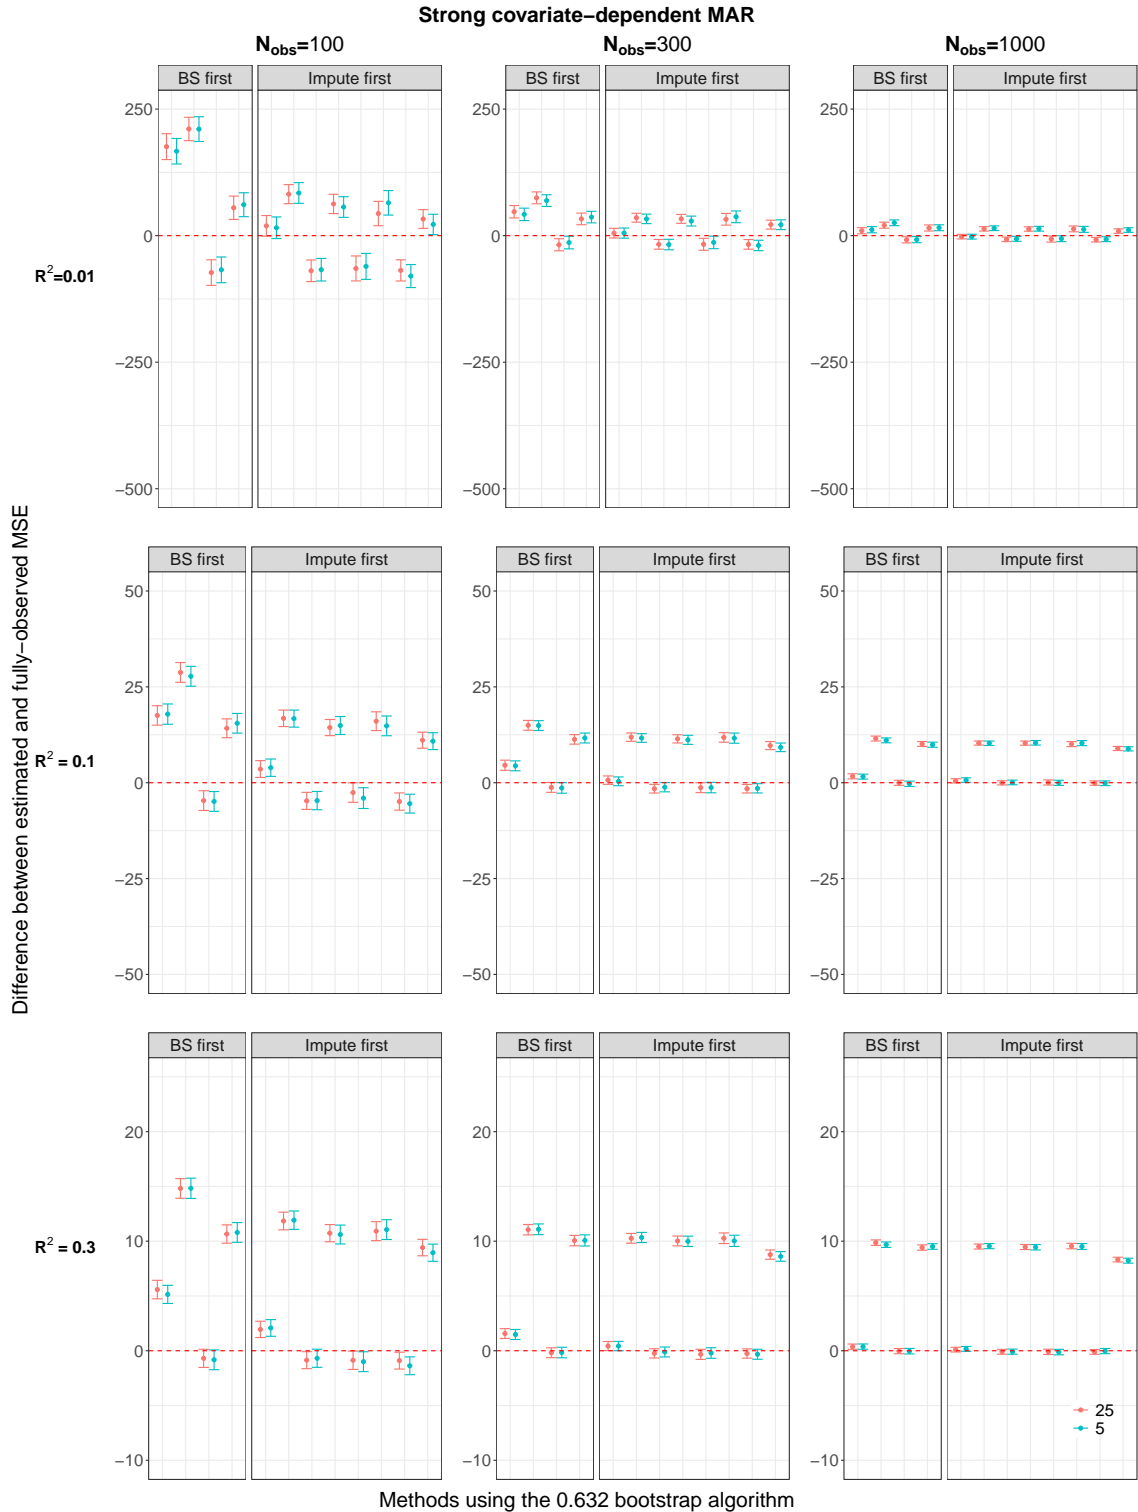 Strong covariate−dependent MAR
N_obs=100 N_obs=300 N_obs=1000
BS first Impute first BS first Impute first BS first Impute first
250 250 250
0 0 0
R²=0.01
−250 −250 −250
−500 −500 −500
Difference between estimated and fully−observed MSE
BS first Impute first BS first Impute first BS first Impute first
50 50 50
25 25 25
R² = 0.1
0 0 0
−25 −25 −25
−50 −50 −50
BS first Impute first BS first Impute first BS first Impute first
20 20 20
R² = 0.3
10 10 10
0 0 0
25
5
−10 −10 −10
Methods using the 0.632 bootstrap algorithm